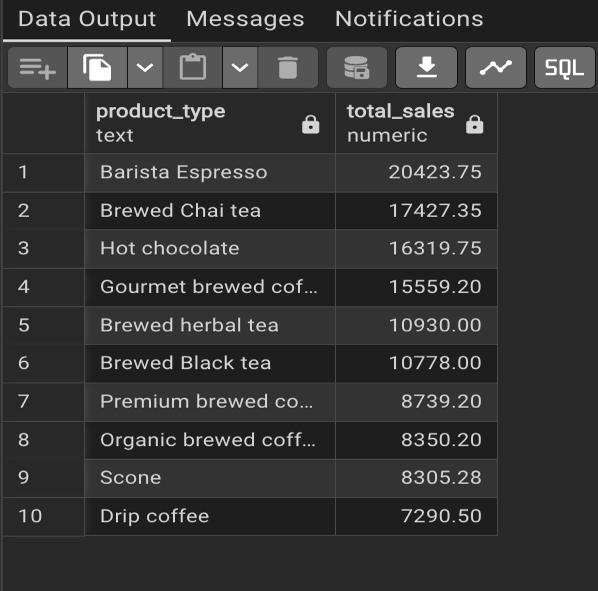 Data Output Messages Notifications
SQL
product_type total_sales
text numeric
1 Barista Espresso 20423.75
2 Brewed Chai tea 17427.35
3 Hot chocolate 16319.75
4 Gourmet brewed cof... 15559.20
5 Brewed herbal tea 10930.00
6 Brewed Black tea 10778.00
7 Premium brewed co... 8739.20
8 Organic brewed coff... 8350.20
9 Scone 8305.28
10 Drip coffee 7290.50